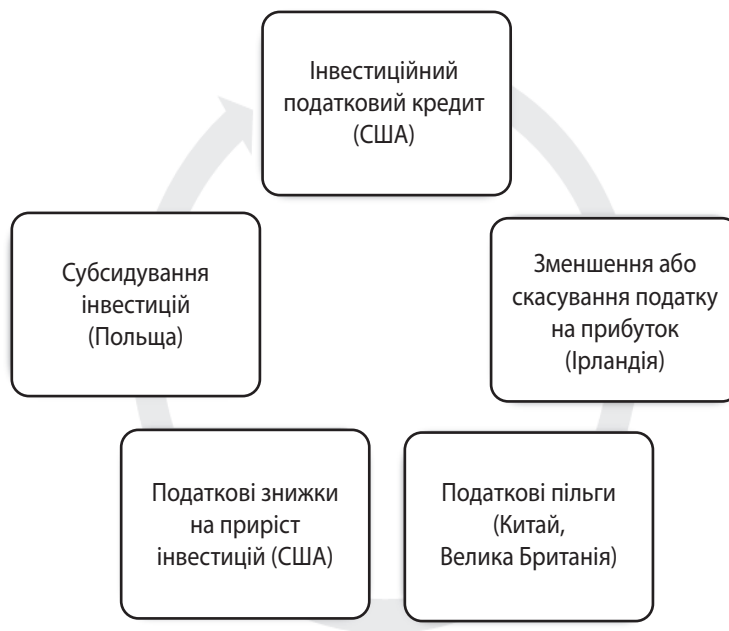 Інвестиційний
податковий кредит
(США)
Зменшення або
скасування податку
на прибуток
(Ірландія)
Податкові пільги
(Китай,
Велика Британія)
Податкові знижки
на приріст
інвестицій (США)
Субсидування
інвестицій
(Польща)